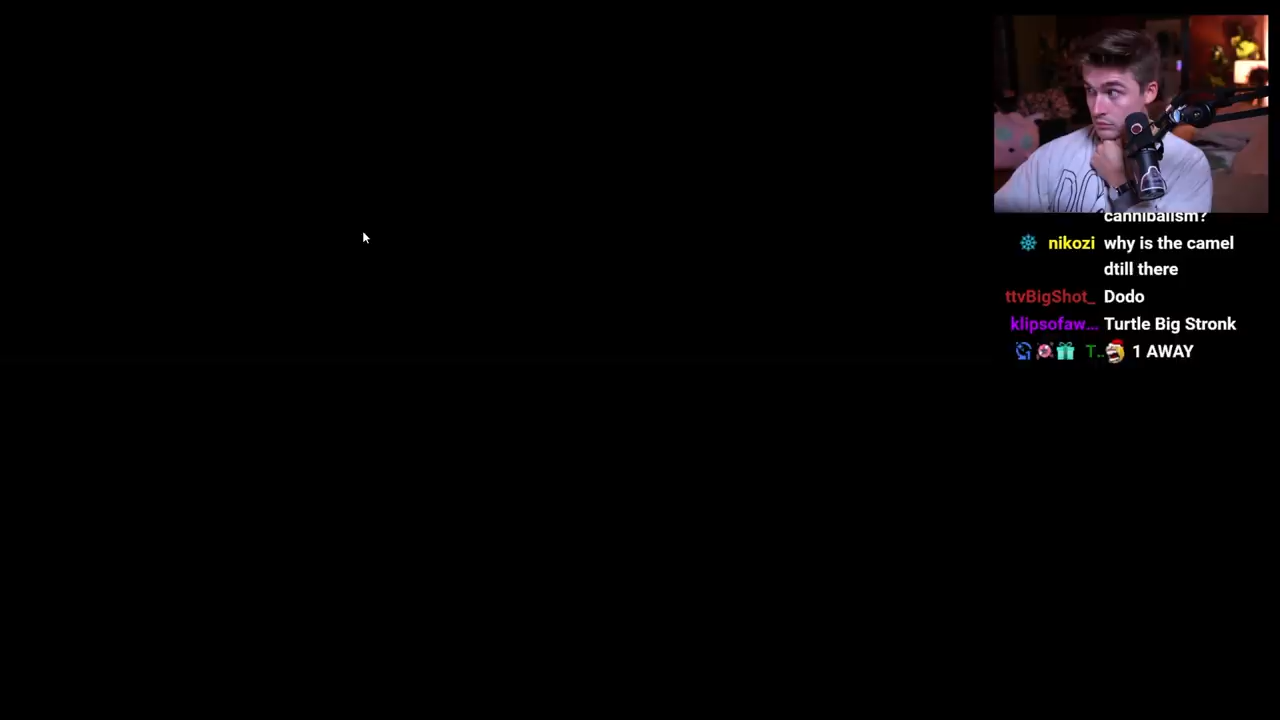 cannibalism?
nikozi why is the camel
dtill there
ttvBigShot_ Dodo
klipsofaw… Turtle Big Stronk
T.. 1 AWAY